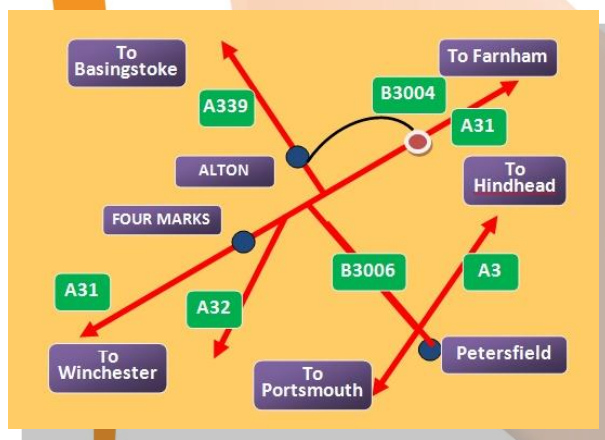 To
Basingstoke
To Farnham
B3004
A339
A31
To
Hindhead
ALTON
FOUR MARKS
A31
A32
B3006
A3
To
Winchester
To
Portsmouth
Petersfield